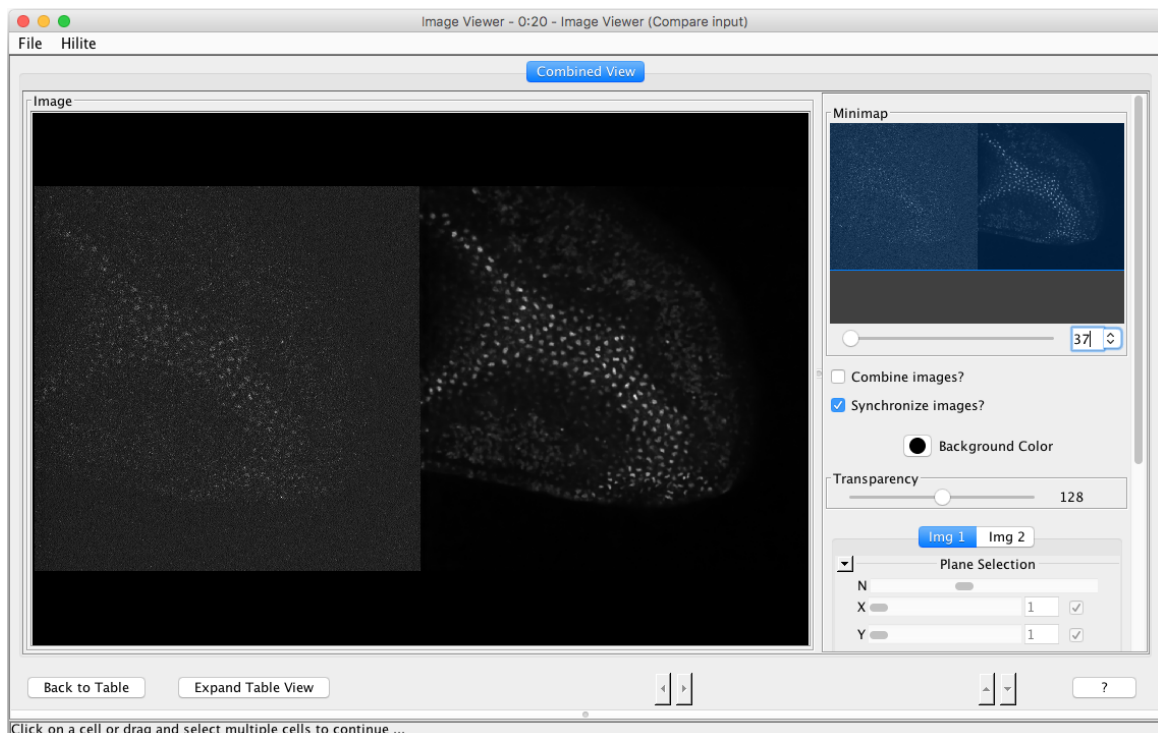 Image Viewer - 0:20 - Image Viewer (Compare input)
File Hilite
Combined View
Image
Minimap
37
Combine images?
Synchronize images?
Background Color
Transparency
128
Img 1 Img 2
Plane Selection
N
X 1
Y 1
Back to Table Expand Table View ?
Click on a cell or drag and select multiple cells to continue ...